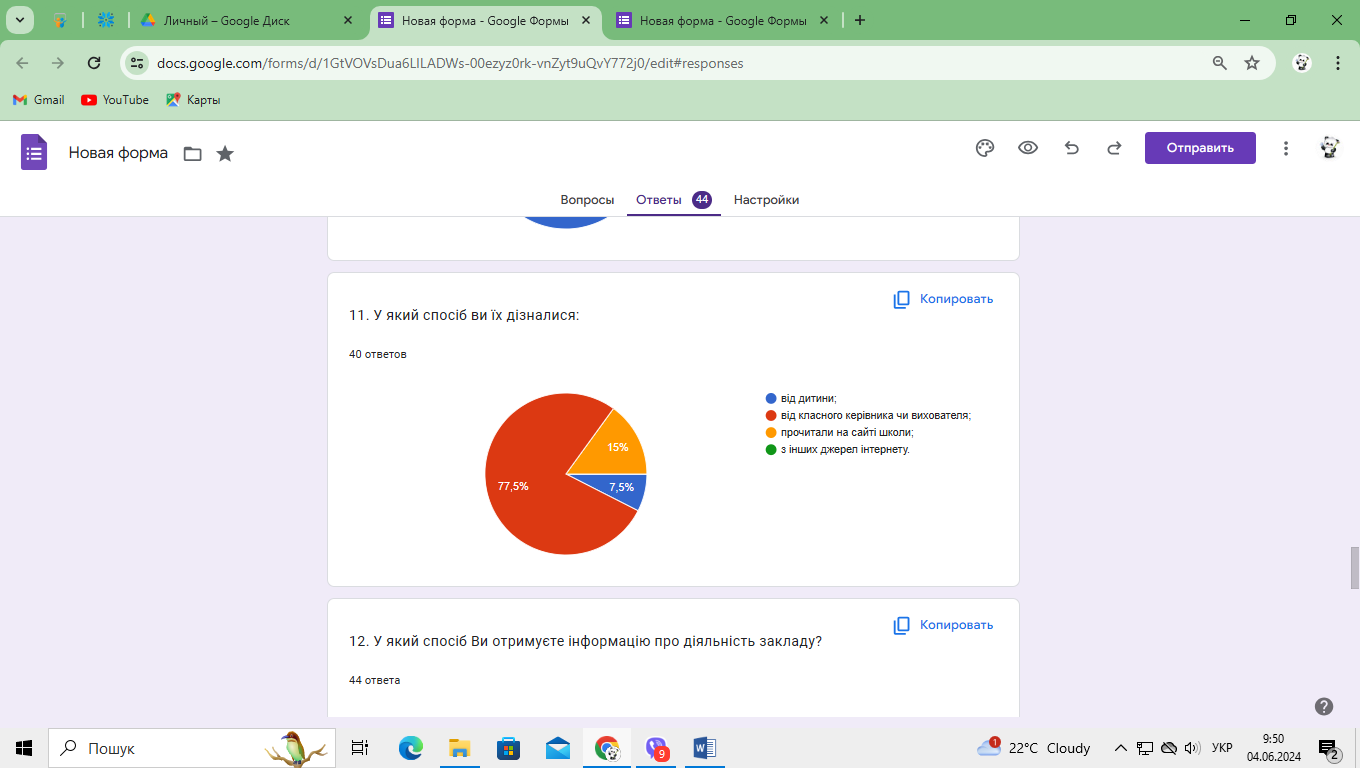 Личный – Google Диск
Новая форма - Google Формы
Новая форма - Google Формы
docs.google.com/forms/d/1GtVOVsDua6LlLADWs-00ezyz0rk-vnZyt9uQvY772j0/edit#responses
Gmail
YouTube
Карты
Новая форма
Отправить
Вопросы
Ответы 44
Настройки
Копировать
11. У який спосіб ви їх дізналися:
40 ответов
від дитини;
від класного керівника чи вихователя;
прочитали на сайті школи;
з інших джерел інтернету.
15%
77,5%
7,5%
Копировать
12. У який спосіб Ви отримуєте інформацію про діяльність закладу?
44 ответа
Пошук
9
1
22°C Cloudy
УКР
9:50
04.06.2024
2